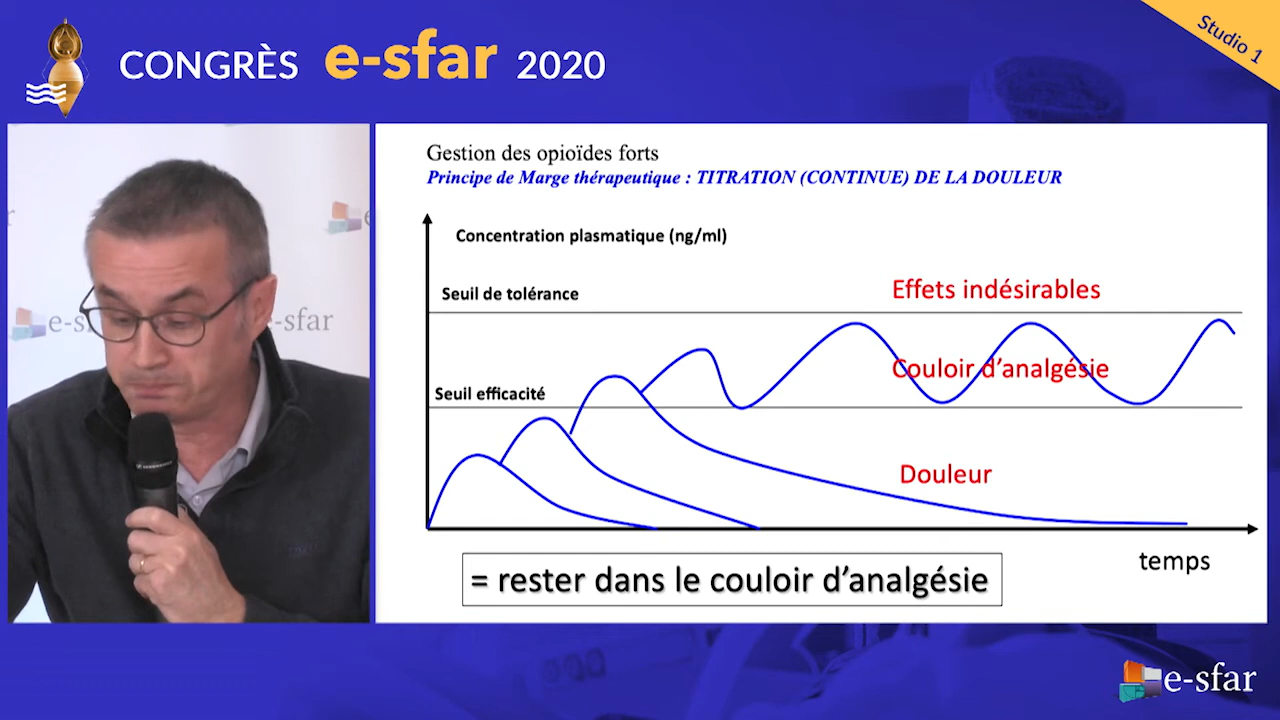 CONGRÈS e-sfar 2020
Studio 1
e-sfar
Gestion des opioïdes forts
Principe de Marge thérapeutique : TITRATION (CONTINUE) DE LA DOULEUR
Concentration plasmatique (ng/ml)
Seuil de tolérance
Effets indésirables
Couloir d'analgésie
Seuil efficacité
Douleur
temps
= rester dans le couloir d'analgésie
e-sfar